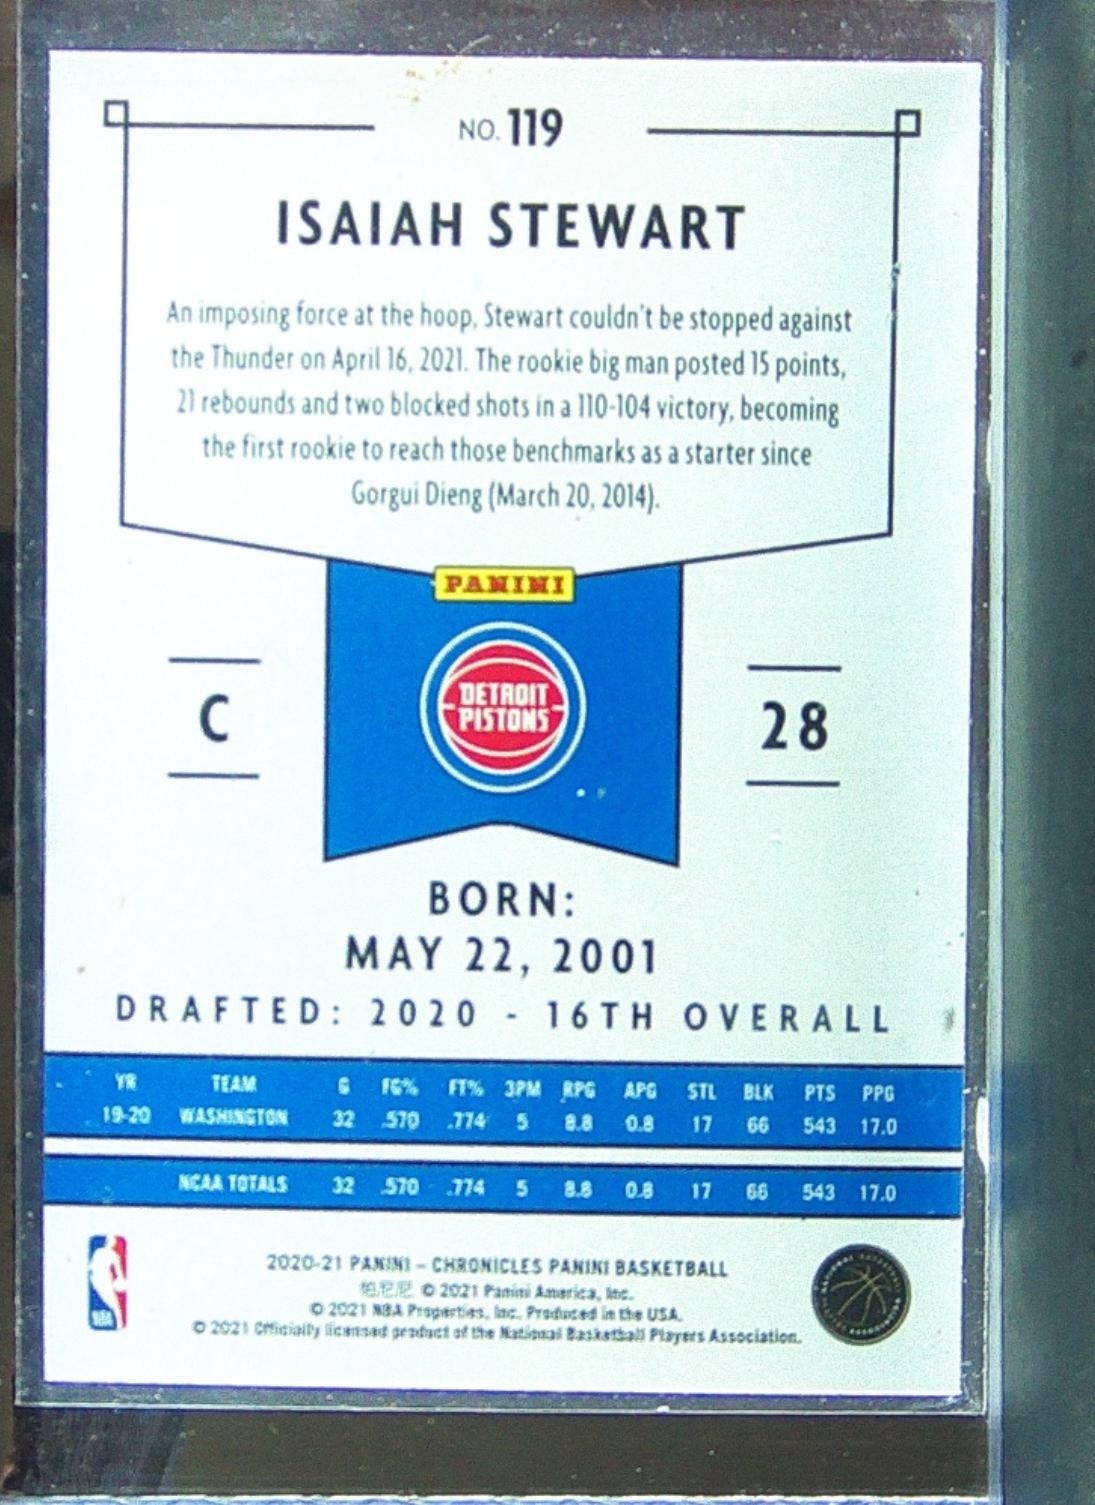 NO. 119
ISAIAH STEWART
An imposing force at the hoop, Stewart couldn't be stopped against
the Thunder on April 16, 2021. The rookie big man posted 15 points,
21 rebounds and two blocked shots in a 110-104 victory, becoming
the first rookie to reach those benchmarks as a starter since
Gorgui Dieng (March 20, 2014).
PANINI
DETROIT
PISTONS
C
28
BORN:
MAY 22, 2001
DRAFTED: 2020 - 16TH OVERALL
YR TEAM G FG% FT% 3PM RPG APG STL BLK PTS PPG
19-20 WASHINGTON 32 .570 .774 5 8.8 0.8 17 66 543 17.0
NCAA TOTALS 32 .570 .774 5 8.8 0.8 17 66 543 17.0
2020-21 PANINI – CHRONICLES PANINI BASKETBALL
帕尼尼 © 2021 Panini America, Inc.
© 2021 NBA Properties, Inc. Produced in the USA.
© 2021 Officially licensed product of the National Basketball Players Association.
NBA